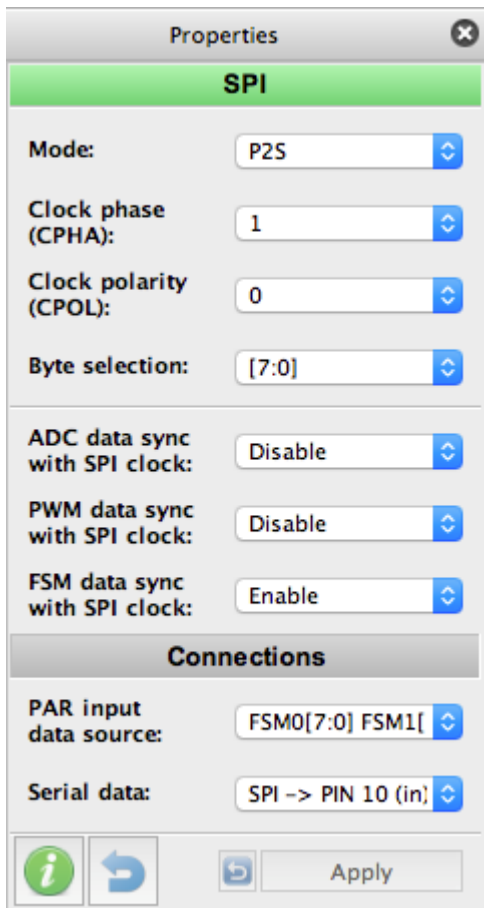 Properties
SPI
Mode: P2S
Clock phase
(CPHA): 1
Clock polarity
(CPOL): 0
Byte selection: [7:0]
ADC data sync
with SPI clock: Disable
PWM data sync
with SPI clock: Disable
FSM data sync
with SPI clock: Enable
Connections
PAR input
data source: FSM0[7:0] FSM1[
Serial data: SPI -> PIN 10 (in)
Apply